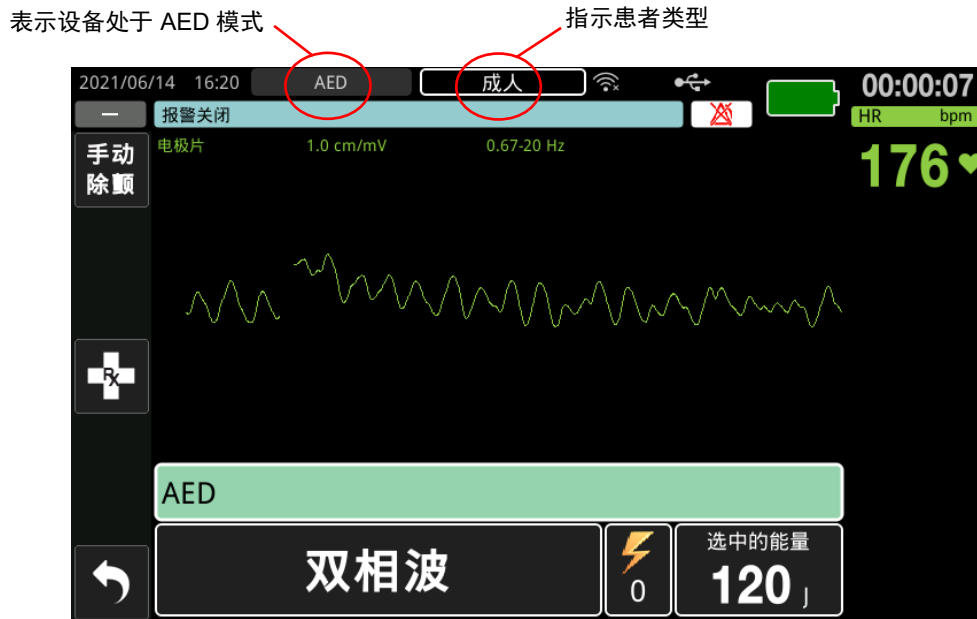 表示设备处于 AED 模式
指示患者类型
2021/06/14 16:20 AED 成人 00:00:07
报警关闭
HR bpm
电极片 1.0 cm/mV 0.67-20 Hz
手动
除颤
176
Rx
AED
双相波
0
选中的能量
120 J